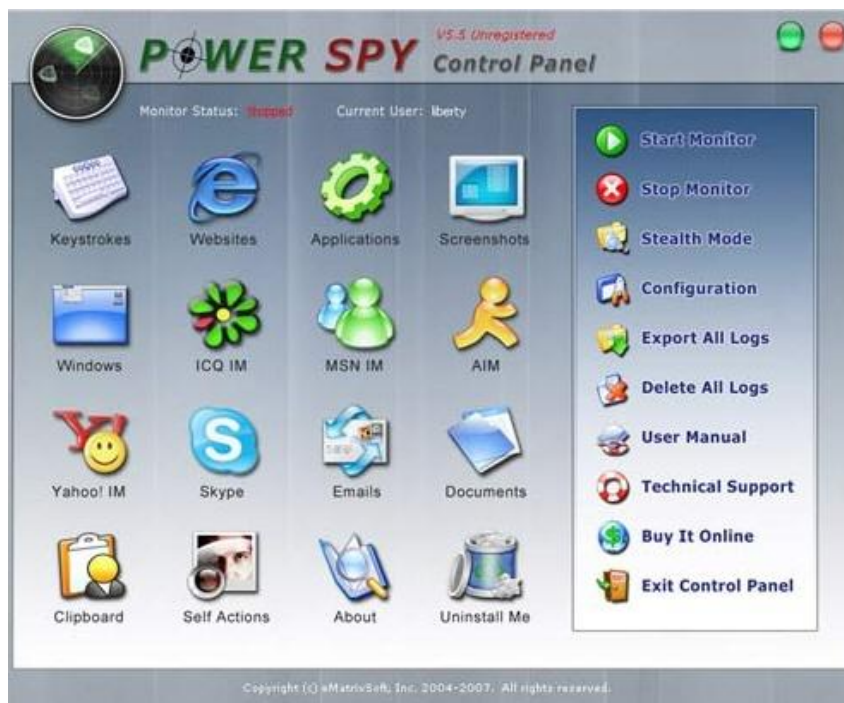 POWER SPY
V5.5 Unregistered
Control Panel
Monitor Status: Stopped
Current User: liberty
Keystrokes
Websites
Applications
Screenshots
Windows
ICQ IM
MSN IM
AIM
Yahoo! IM
Skype
Emails
Documents
Clipboard
Self Actions
About
Uninstall Me
Start Monitor
Stop Monitor
Stealth Mode
Configuration
Export All Logs
Delete All Logs
User Manual
Technical Support
Buy It Online
Exit Control Panel
Copyright (c) eMatrixSoft, Inc. 2004-2007. All rights reserved.